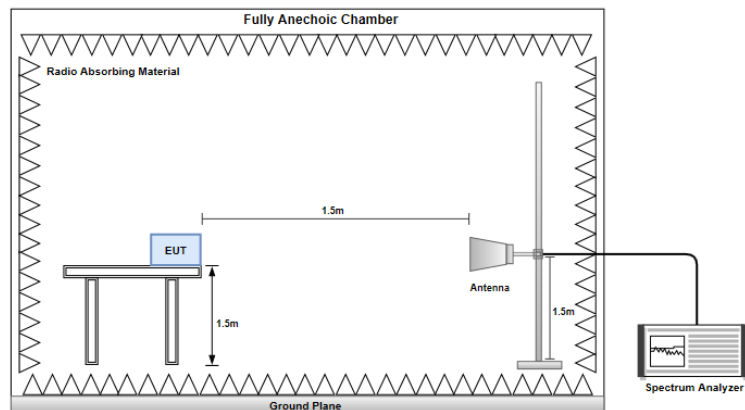 Fully Anechoic Chamber
Radio Absorbing Material
1.5m
EUT
Antenna
1.5m
1.5m
Spectrum Analyzer
Ground Plane